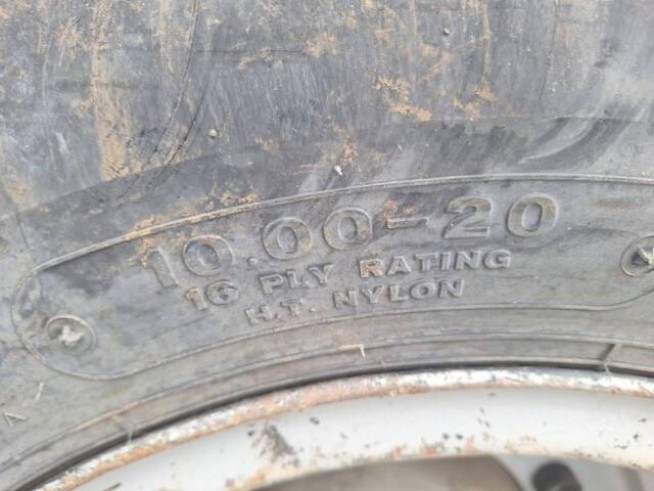 10.00-20
16 PLY RATING
H.T. NYLON